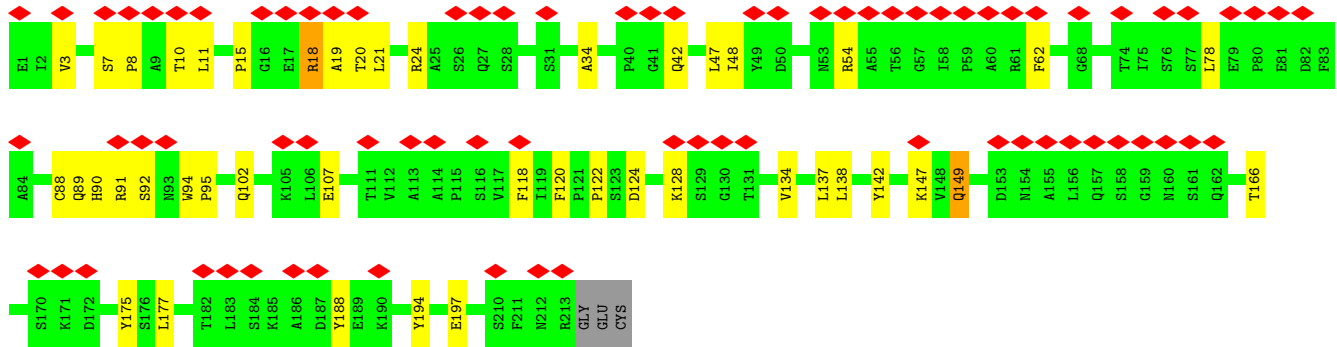 E1 I2 V3 S7 P8 A9 T10 L11 P15 G16 E17 R18 A19 T20 L21 R24 A25 S26 Q27 S28 S31 A34 P40 G41 Q42 L47 I48 Y49 D50 N53 R54 A55 T56 G57 I58 P59 A60 R61 F62 G68 T74 I75 S76 S77 L78 E79 P80 E81 D82 F83
A84 C88 Q89 H90 R91 S92 N93 W94 P95 Q102 K105 L106 E107 T111 V112 A113 A114 P115 S116 V117 F118 I119 F120 P121 P122 S123 D124 K128 S129 G130 T131 V134 L137 L138 Y142 K147 V148 Q149 D153 N154 A155 L156 Q157 S158 G159 N160 S161 Q162 T166
S170 K171 D172 Y175 S176 L177 T182 L183 S184 K185 A186 D187 Y188 E189 K190 Y194 E197 S210 F211 N212 R213 GLY GLU CYS